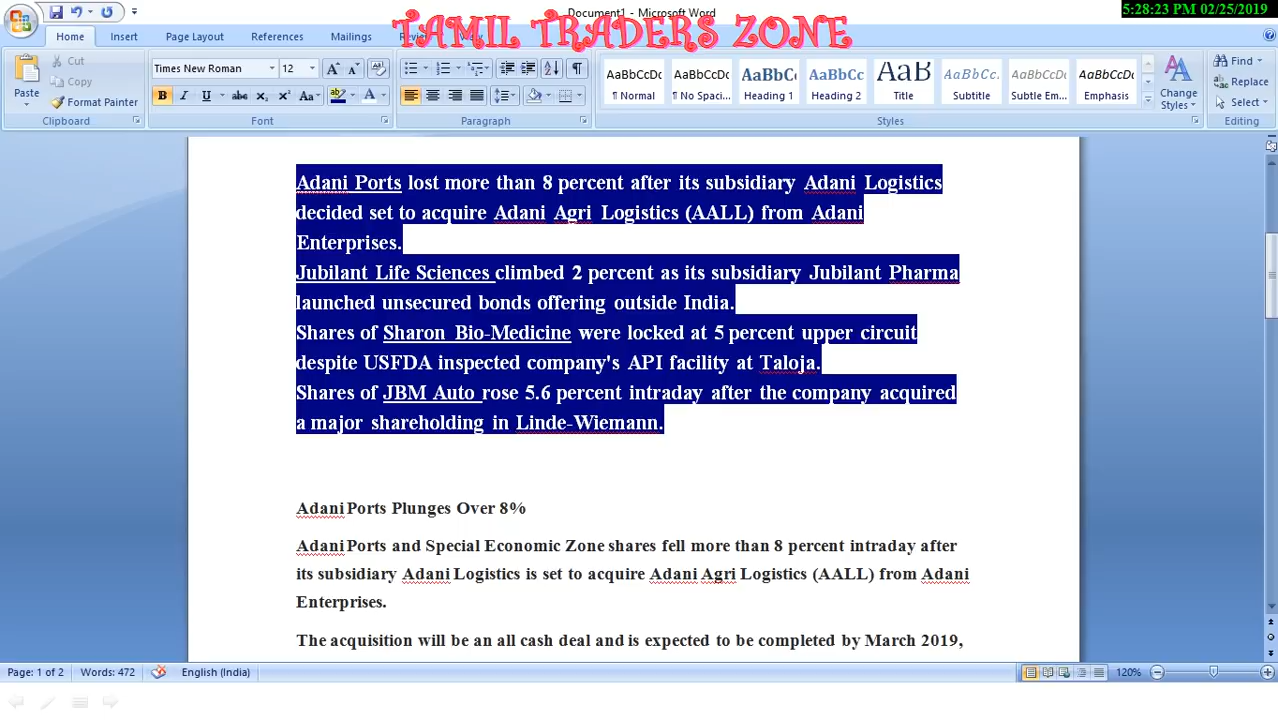 Document1 - Microsoft Word
5:28:23 PM 02/25/2019
TAMIL TRADERS ZONE
Home Insert Page Layout References Mailings
Paste
Cut
Copy
Format Painter
Clipboard
Times New Roman 12
Font
Paragraph
AaBbCcDc AaBbCcDc AaBbC AaBbCc AaB AaBbCc. AaBbCcDc AaBbCcDc
¶ Normal ¶ No Spaci... Heading 1 Heading 2 Title Subtitle Subtle Em... Emphasis
Styles
Change
Styles
Find
Replace
Select
Editing
Adani Ports lost more than 8 percent after its subsidiary Adani Logistics
decided set to acquire Adani Agri Logistics (AALL) from Adani
Enterprises.
Jubilant Life Sciences climbed 2 percent as its subsidiary Jubilant Pharma
launched unsecured bonds offering outside India.
Shares of Sharon Bio-Medicine were locked at 5 percent upper circuit
despite USFDA inspected company's API facility at Taloja.
Shares of JBM Auto rose 5.6 percent intraday after the company acquired
a major shareholding in Linde-Wiemann.
Adani Ports Plunges Over 8%
Adani Ports and Special Economic Zone shares fell more than 8 percent intraday after
its subsidiary Adani Logistics is set to acquire Adani Agri Logistics (AALL) from Adani
Enterprises.
The acquisition will be an all cash deal and is expected to be completed by March 2019,
Page: 1 of 2 Words: 472 English (India) 120%